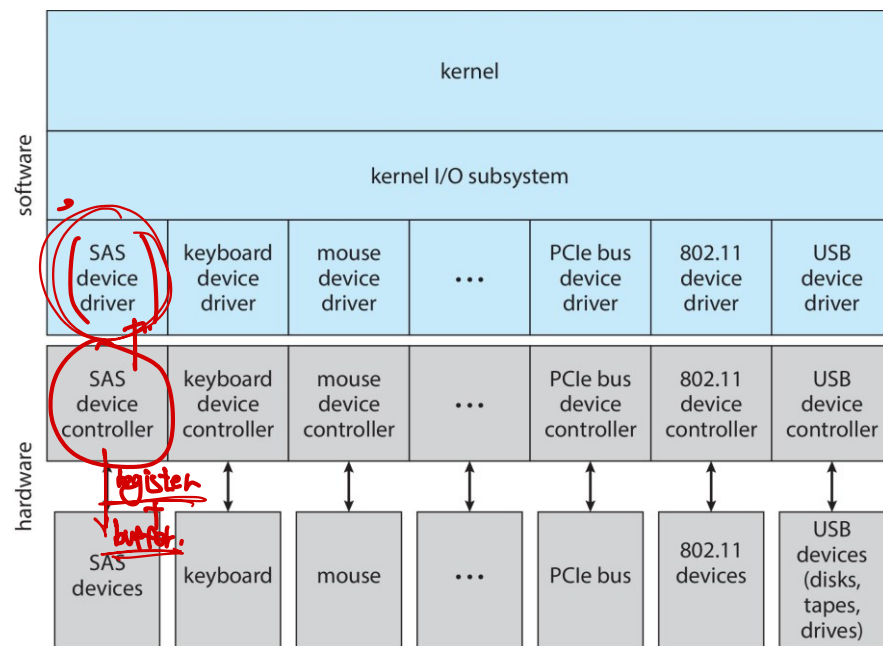 kernel
software
kernel I/O subsystem
SAS
device
driver
keyboard
device
driver
mouse
device
driver
...
PCIe bus
device
driver
802.11
device
driver
USB
device
driver
hardware
SAS
device
controller
keyboard
device
controller
mouse
device
controller
...
PCIe bus
device
controller
802.11
device
controller
USB
device
controller
register
buffer.
SAS
devices
keyboard
mouse
...
PCIe bus
802.11
devices
USB
devices
(disks,
tapes,
drives)